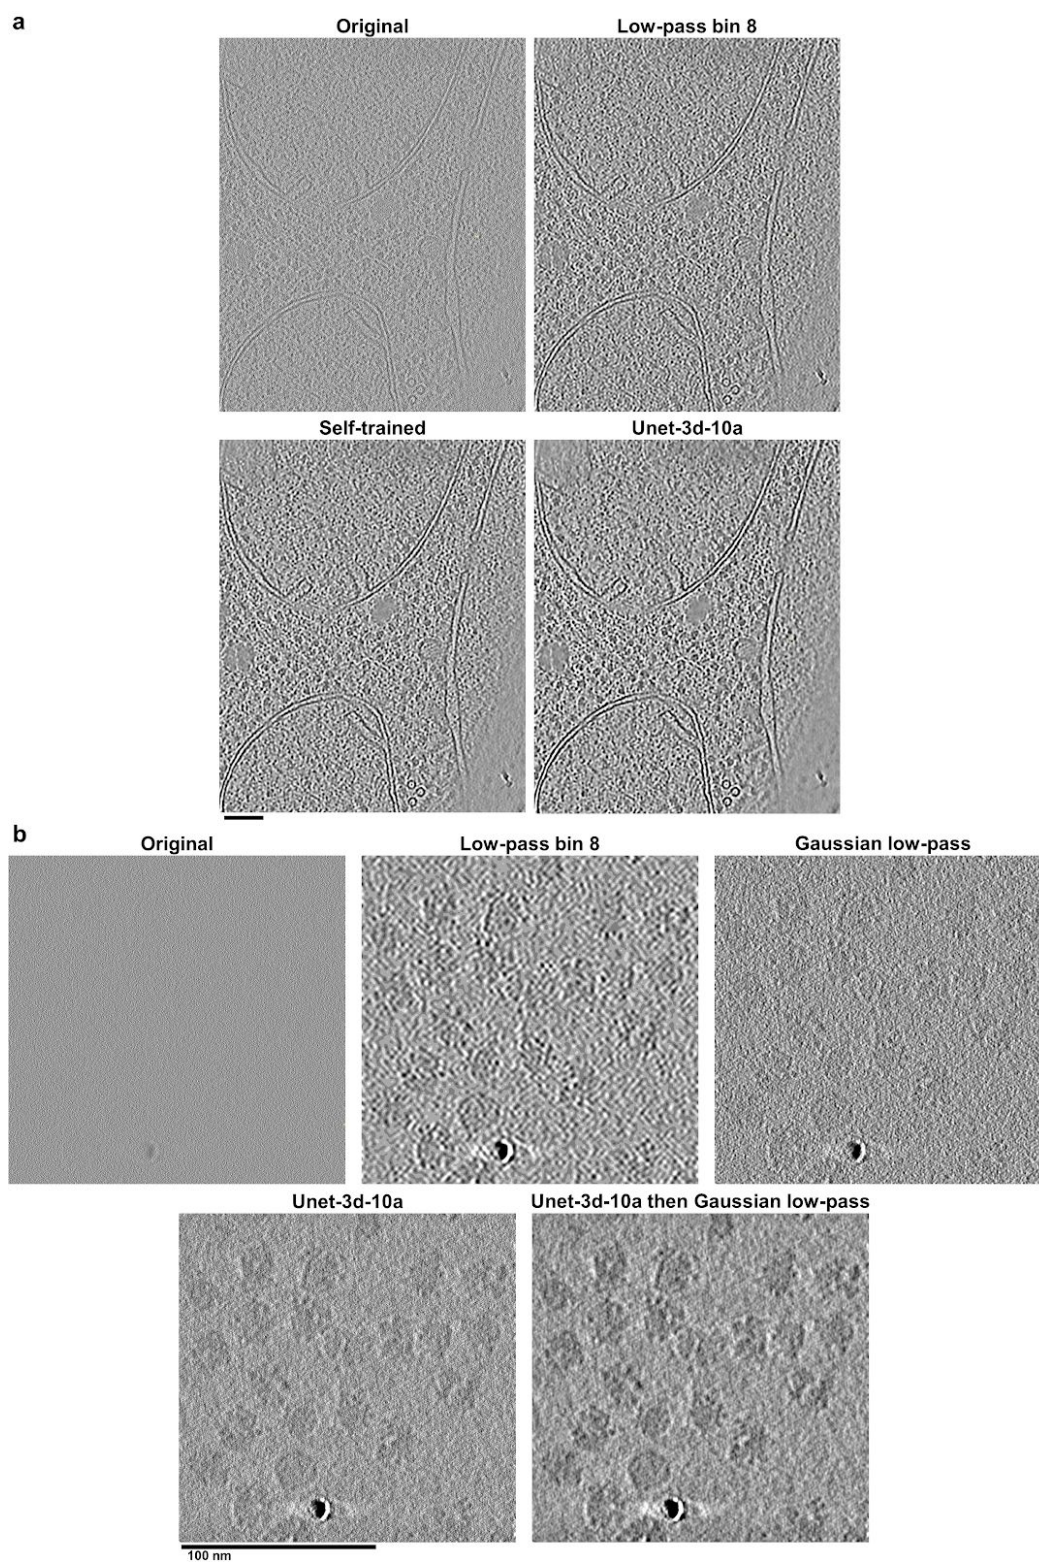 a
Original
Low-pass bin 8
Self-trained
Unet-3d-10a
b
Original
Low-pass bin 8
Gaussian low-pass
Unet-3d-10a
Unet-3d-10a then Gaussian low-pass
100 nm